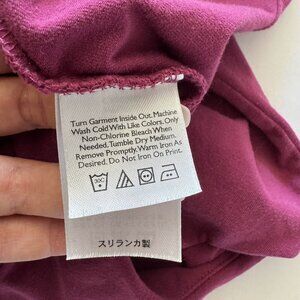 Turn Garment Inside Out. Machine
Wash Cold With Like Colors. Only
Non-Chlorine Bleach When
Needed. Tumble Dry Medium.
Remove Promptly. Warm Iron As
Desired. Do Not Iron On Print.
30C
スリランカ製